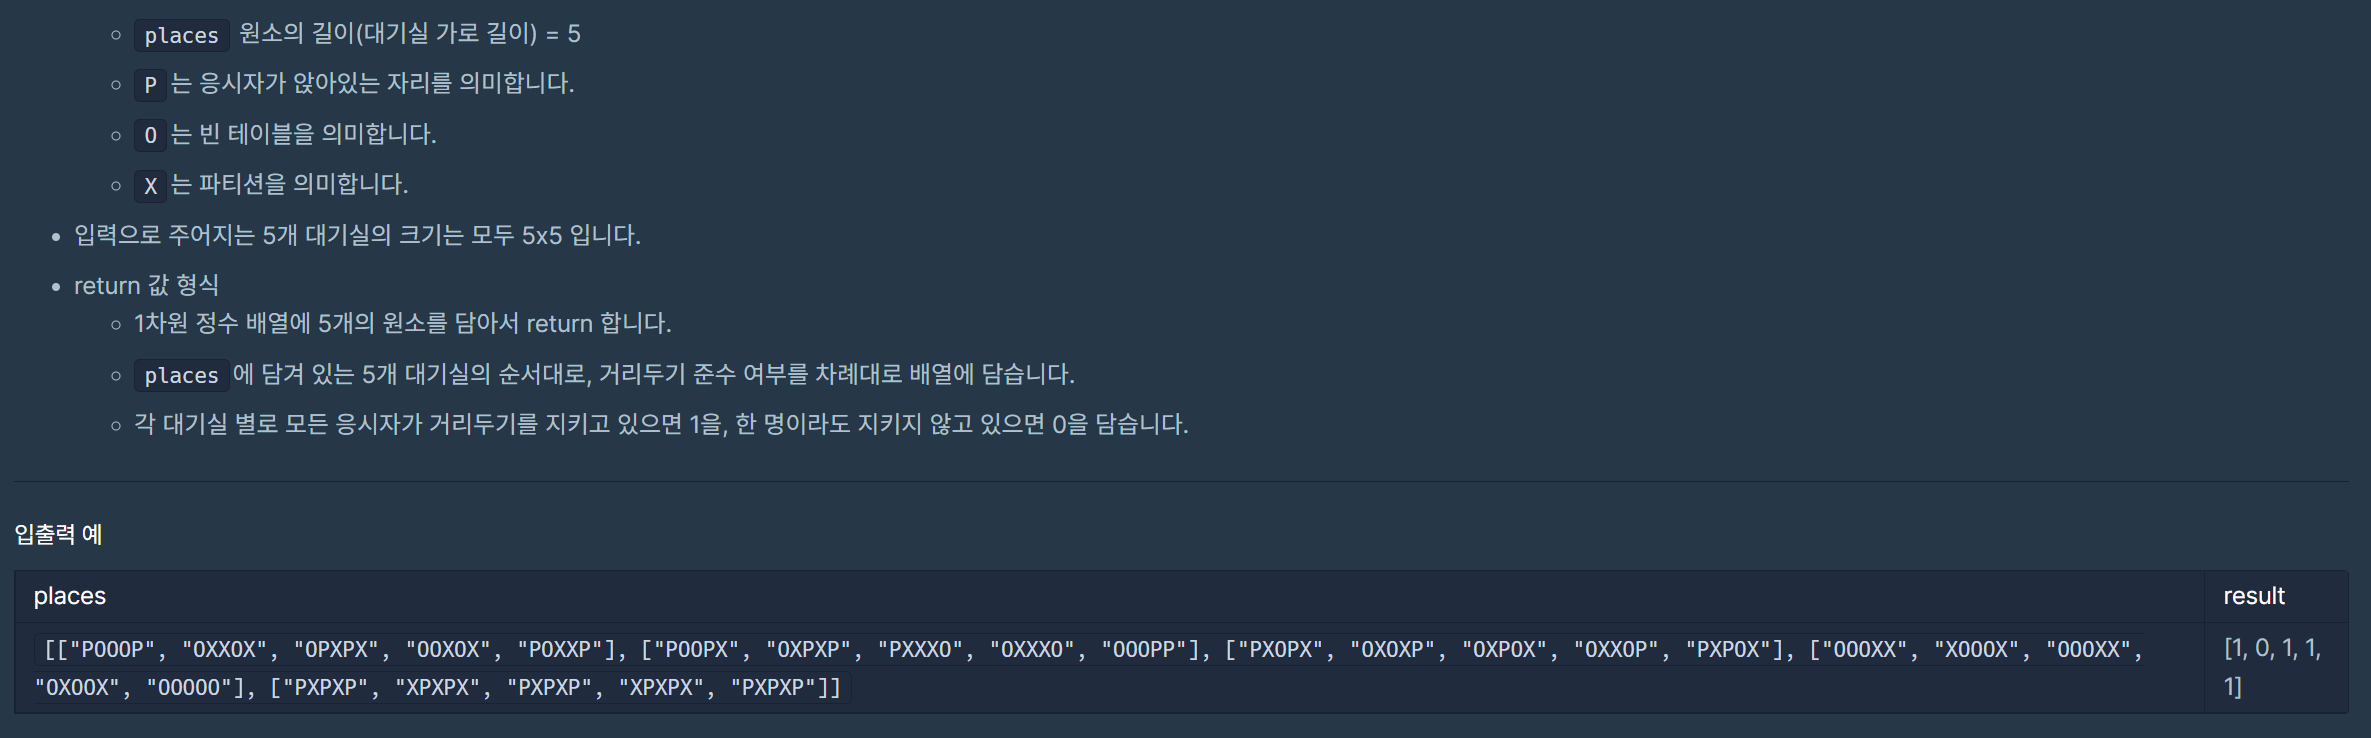 places 원소의 길이(대기실 가로 길이) = 5
P 는 응시자가 앉아있는 자리를 의미합니다.
O 는 빈 테이블을 의미합니다.
X 는 파티션을 의미합니다.
입력으로 주어지는 5개 대기실의 크기는 모두 5x5 입니다.
return 값 형식
1차원 정수 배열에 5개의 원소를 담아서 return 합니다.
places 에 담겨 있는 5개 대기실의 순서대로, 거리두기 준수 여부를 차례대로 배열에 담습니다.
각 대기실 별로 모든 응시자가 거리두기를 지키고 있으면 1을, 한 명이라도 지키지 않고 있으면 0을 담습니다.
입출력 예
places result
[["POOOP", "OXXOX", "OPXPX", "OOXOX", "POXXP"], ["POOPX", "OXPXP", "PXXXO", "OXXXO", "OOOPP"], ["PXOPX", "OXOXP", "OXPOX", "OXXOP", "PXPOX"], ["OOOXX", "XOOOX", "OOOXX", [1, 0, 1, 1,
"OXOOX", "OOOOO"], ["PXPXP", "XPXPX", "PXPXP", "XPXPX", "PXPXP"]] 1]